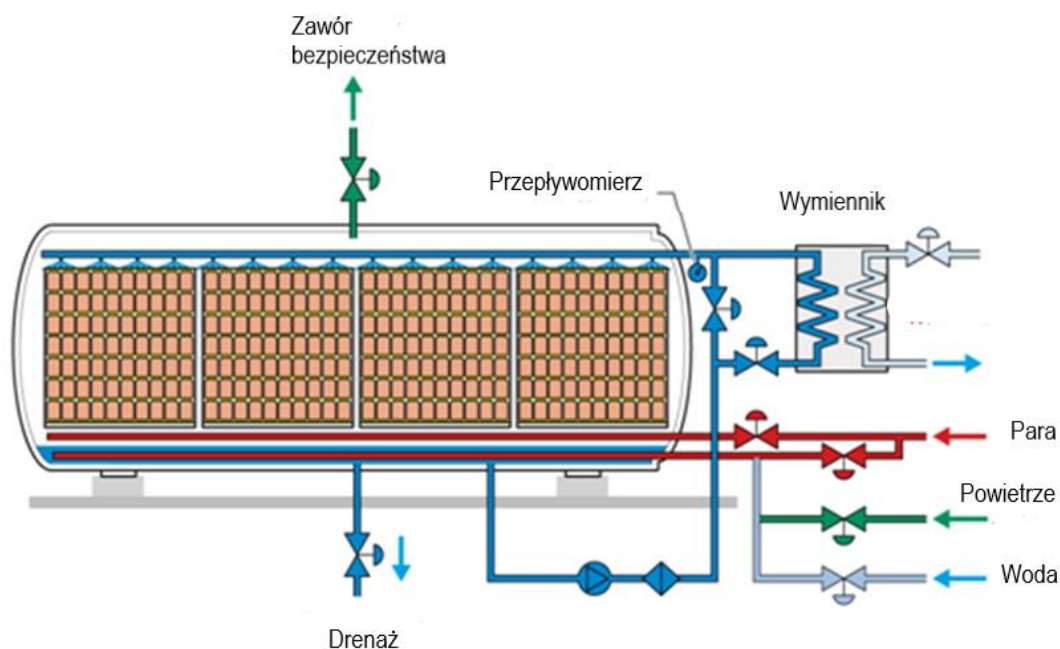 Zawór
bezpieczeństwa
Przepływomierz
Wymiennik
Para
Powietrze
Woda
Drenaż